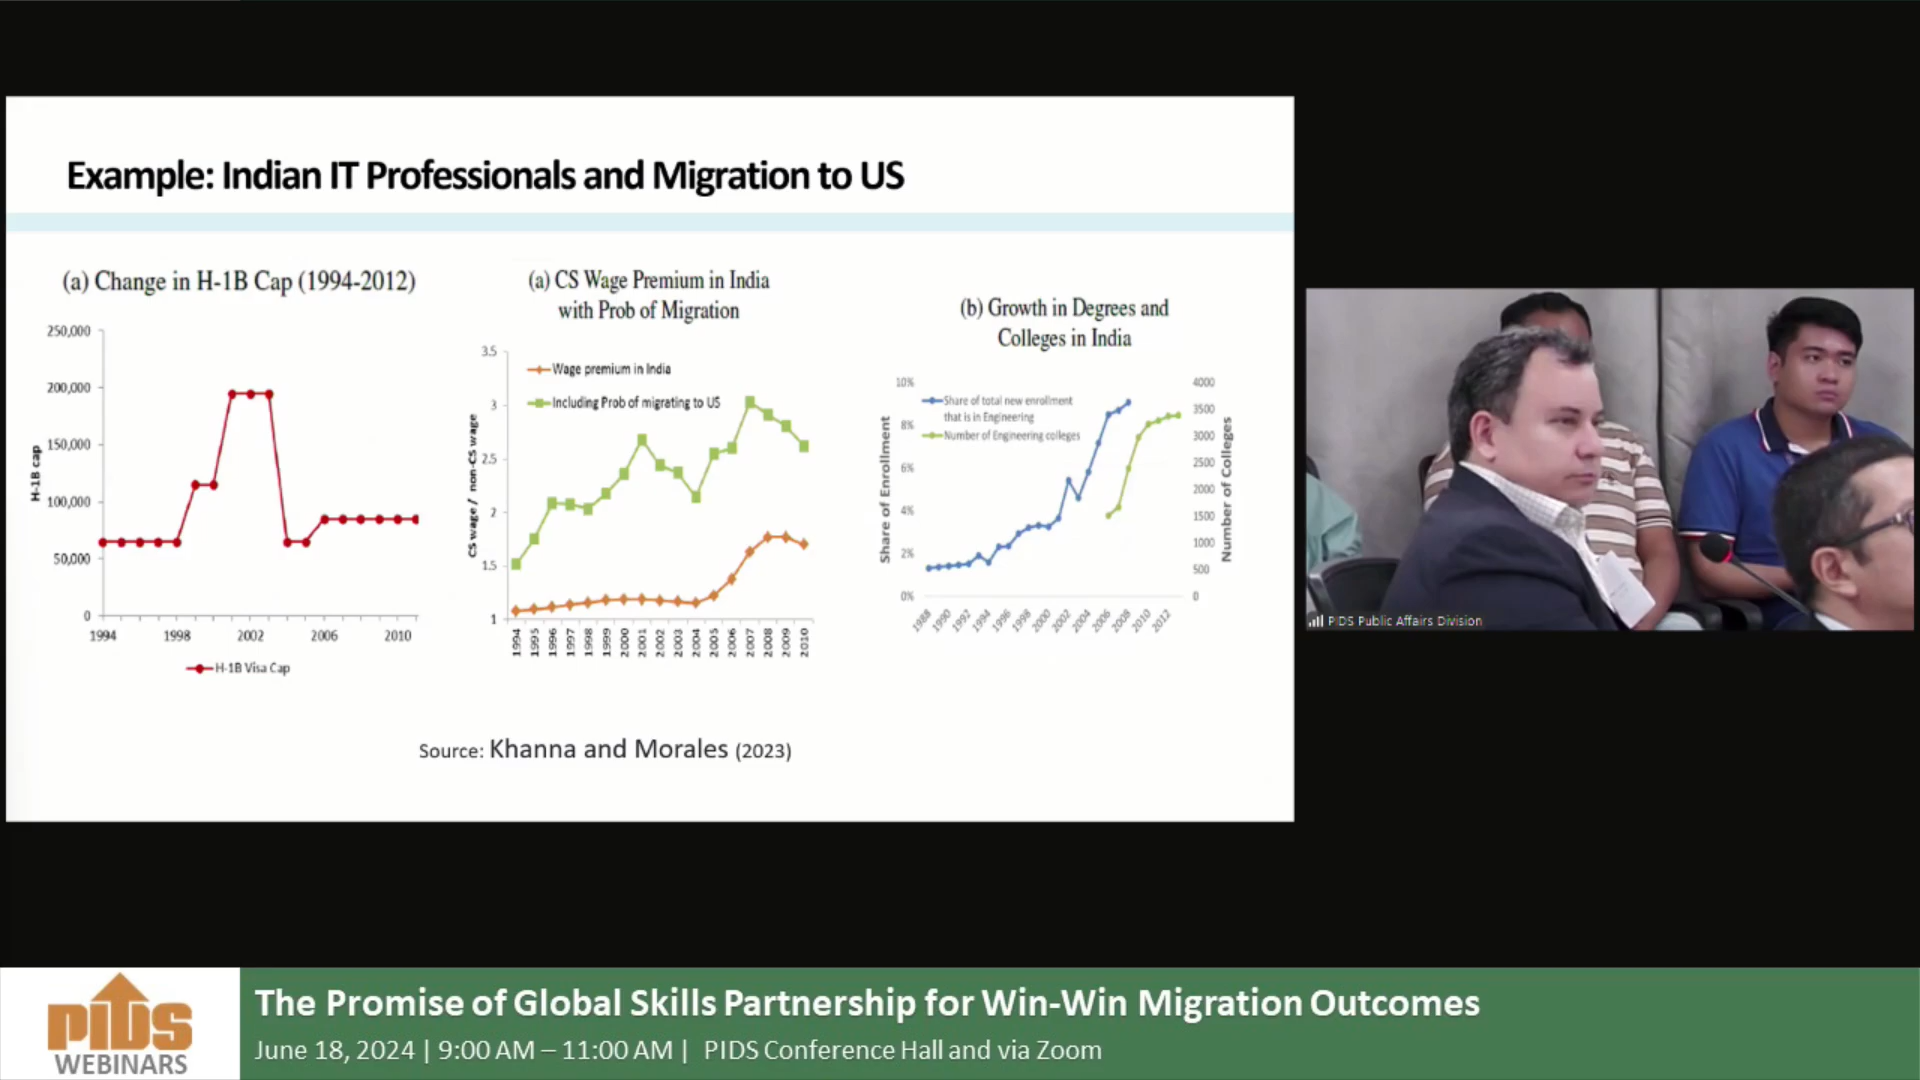 Example: Indian IT Professionals and Migration to US
(a) Change in H-1B Cap (1994-2012)
250,000
200,000
150,000
100,000
50,000
0
H-1B cap
1994
1998
2002
2006
2010
H-1B Visa Cap
(a) CS Wage Premium in India
with Prob of Migration
3.5
3
2.5
2
1.5
1
CS wage / non-CS wage
Wage premium in India
Including Prob of migrating to US
1994
1995
1996
1997
1998
1999
2000
2001
2002
2003
2004
2005
2006
2007
2008
2009
2010
(b) Growth in Degrees and
Colleges in India
10%
8%
6%
4%
2%
0%
Share of Enrollment
Share of total new enrollment
that is in Engineering
Number of Engineering colleges
4000
3500
3000
2500
2000
1500
1000
500
0
Number of Colleges
1988
1990
1992
1994
1996
1998
2000
2002
2004
2006
2008
2010
2012
Source: Khanna and Morales (2023)
PIDS Public Affairs Division
PIDS
WEBINARS
The Promise of Global Skills Partnership for Win-Win Migration Outcomes
June 18, 2024 | 9:00 AM – 11:00 AM | PIDS Conference Hall and via Zoom